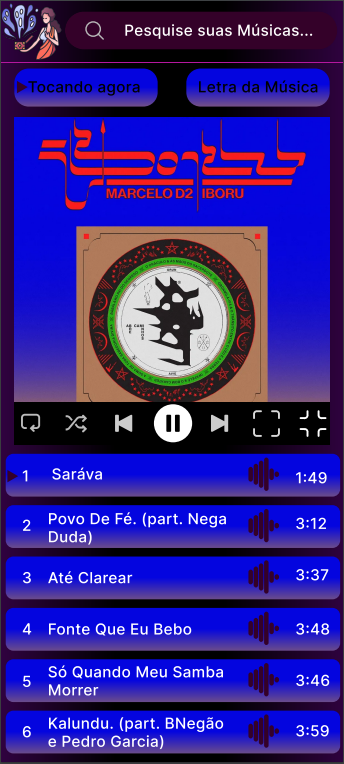 Pesquise suas Músicas...
Tocando agora
Letra da Música
MARCELO D2 IBORU
1
Saráva
1:49
2
Povo De Fé. (part. Nega
Duda)
3:12
3
Até Clarear
3:37
4
Fonte Que Eu Bebo
3:48
5
Só Quando Meu Samba
Morrer
3:46
6
Kalundu. (part. BNegão
e Pedro Garcia)
3:59